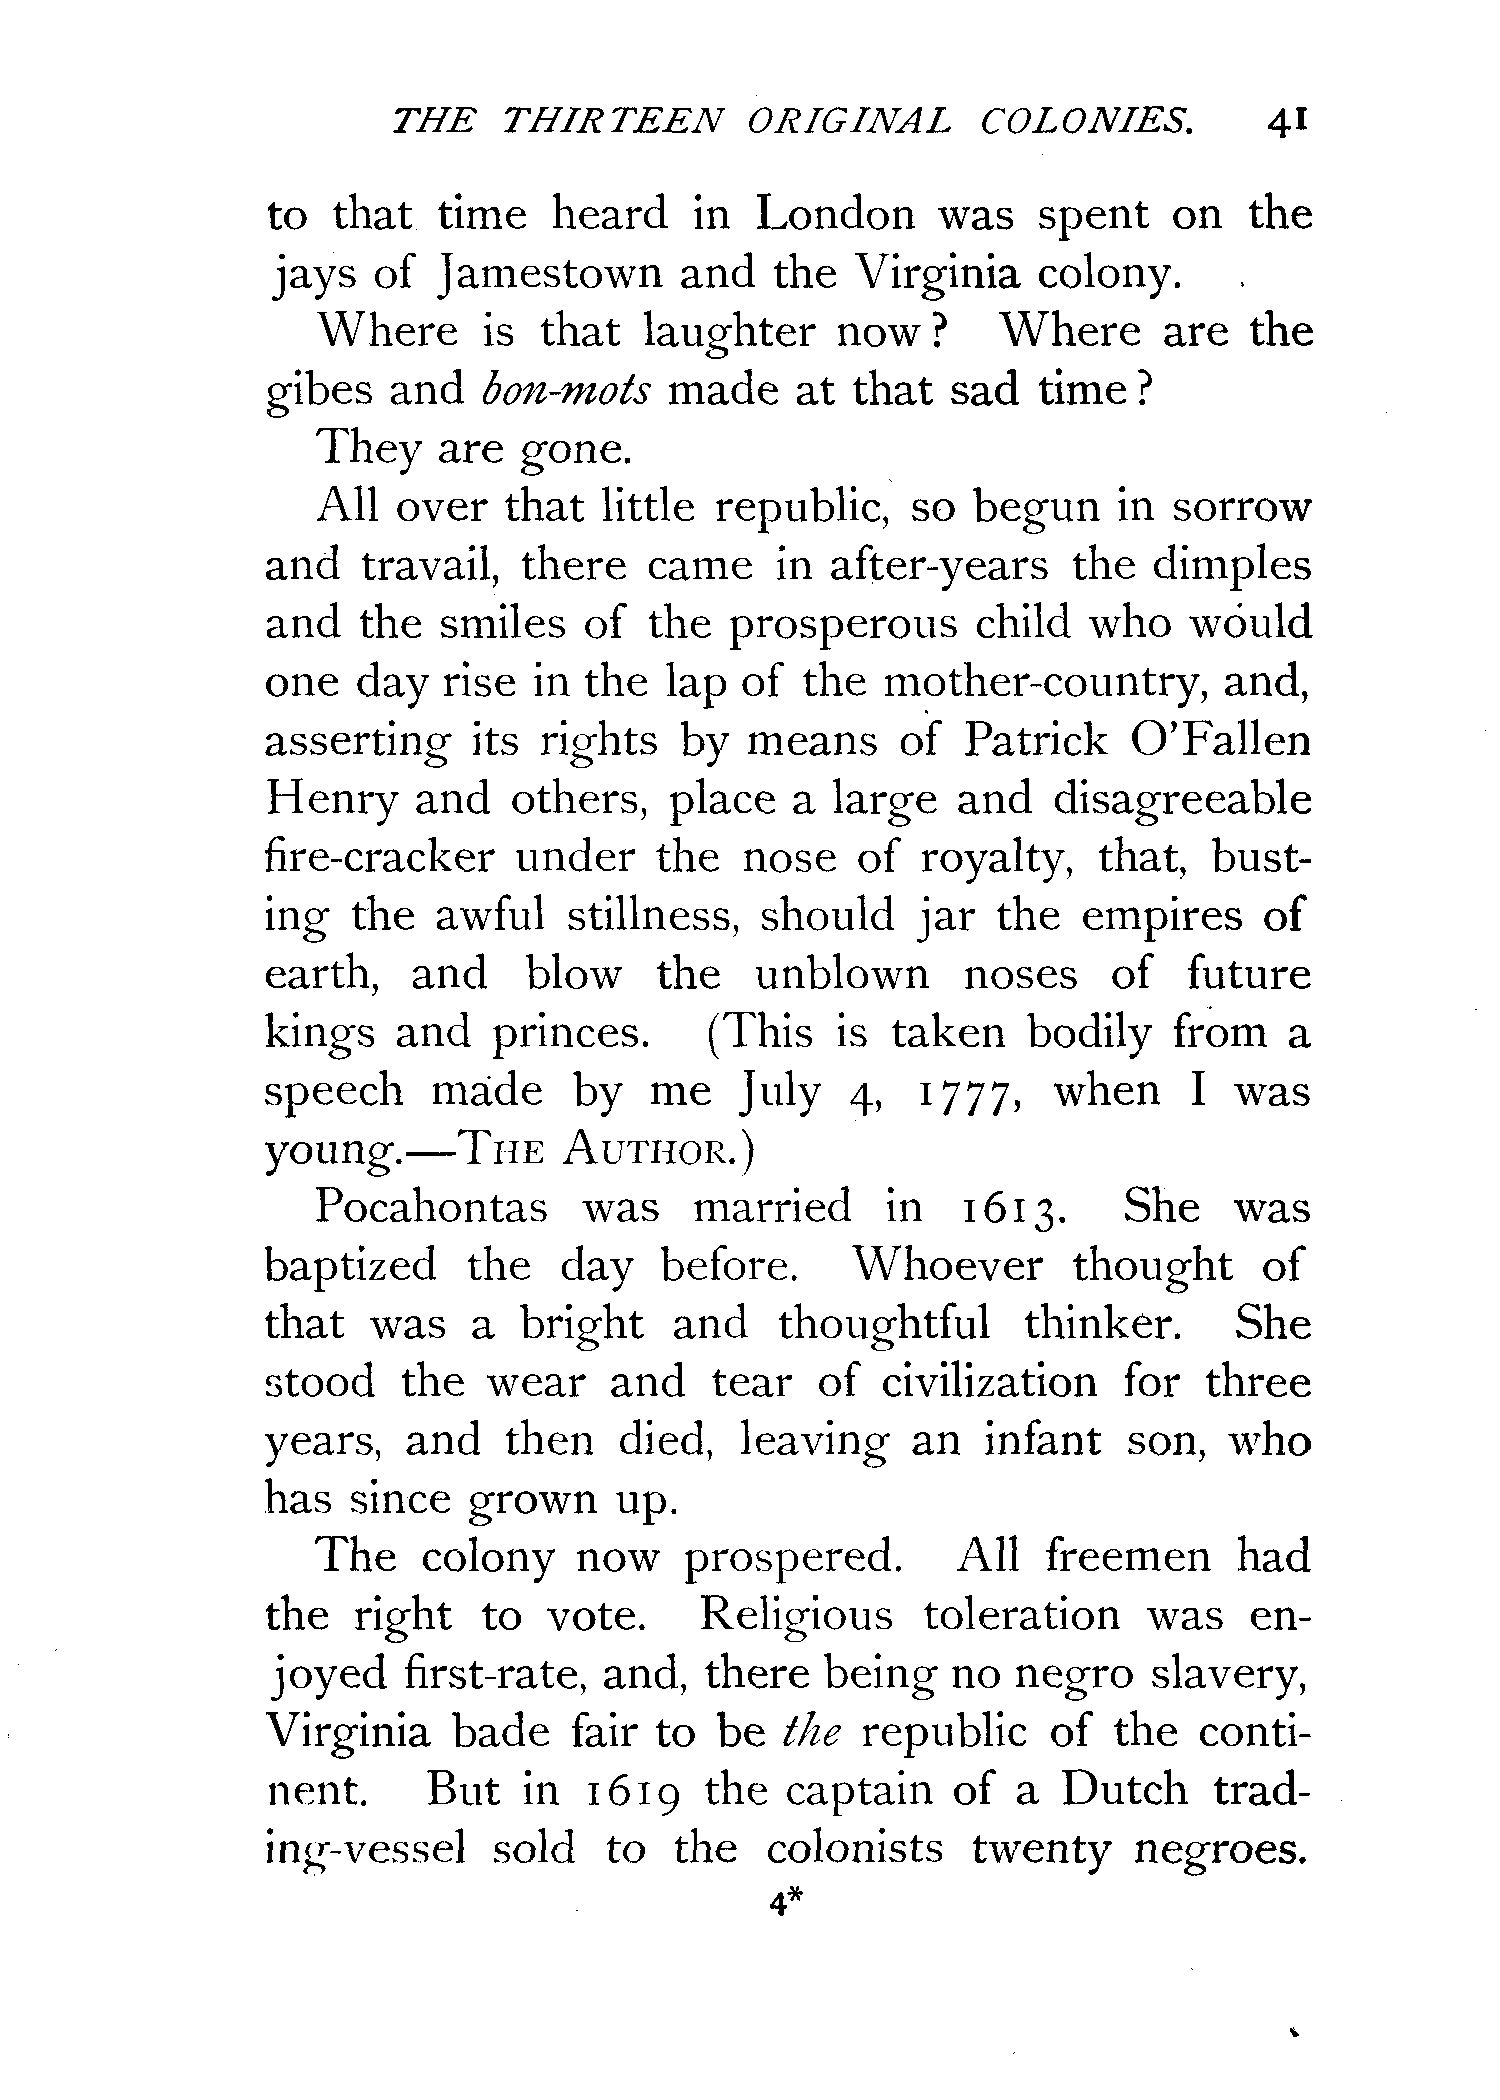 THE THIRTEEN ORIGINAL COLONIES. 41
to that time heard in London was spent on the
jays of Jamestown and the Virginia colony.
Where is that laughter now? Where are the
gibes and bon-mots made at that sad time?
They are gone.
All over that little republic, so begun in sorrow
and travail, there came in after-years the dimples
and the smiles of the prosperous child who would
one day rise in the lap of the mother-country, and,
asserting its rights by means of Patrick O'Fallen
Henry and others, place a large and disagreeable
fire-cracker under the nose of royalty, that, bust-
ing the awful stillness, should jar the empires of
earth, and blow the unblown noses of future
kings and princes. (This is taken bodily from a
speech made by me July 4, 1777, when I was
young.—THE AUTHOR.)
Pocahontas was married in 1613. She was
baptized the day before. Whoever thought of
that was a bright and thoughtful thinker. She
stood the wear and tear of civilization for three
years, and then died, leaving an infant son, who
has since grown up.
The colony now prospered. All freemen had
the right to vote. Religious toleration was en-
joyed first-rate, and, there being no negro slavery,
Virginia bade fair to be the republic of the conti-
nent. But in 1619 the captain of a Dutch trad-
ing-vessel sold to the colonists twenty negroes.
4*